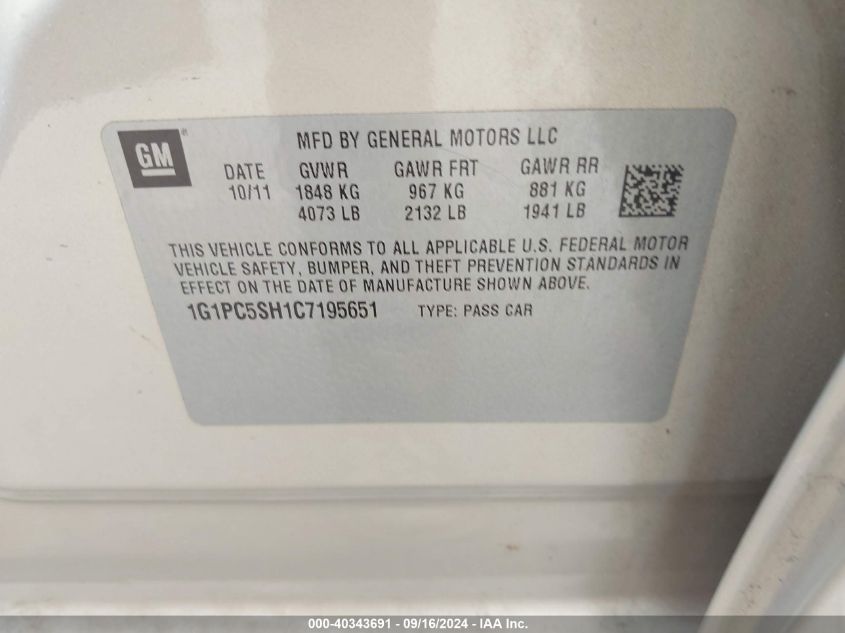 GM®
MFD BY GENERAL MOTORS LLC
DATE GVWR GAWR FRT GAWR RR
10/11 1848 KG 967 KG 881 KG
4073 LB 2132 LB 1941 LB
THIS VEHICLE CONFORMS TO ALL APPLICABLE U.S. FEDERAL MOTOR
VEHICLE SAFETY, BUMPER, AND THEFT PREVENTION STANDARDS IN
EFFECT ON THE DATE OF MANUFACTURE SHOWN ABOVE.
1G1PC5SH1C7195651 TYPE: PASS CAR
000-40343691 - 09/16/2024 - IAA Inc.